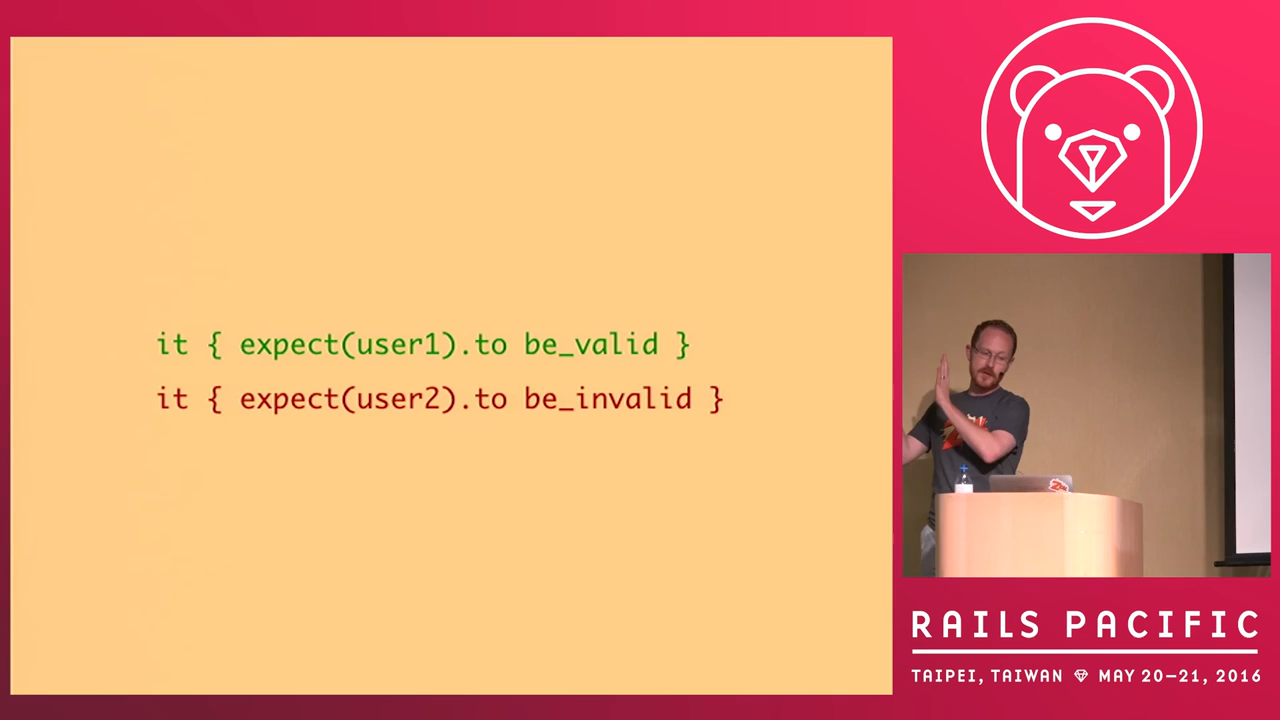 it { expect(user1).to be_valid }
it { expect(user2).to be_invalid }
RAILS PACIFIC
TAIPEI, TAIWAN MAY 20–21, 2016